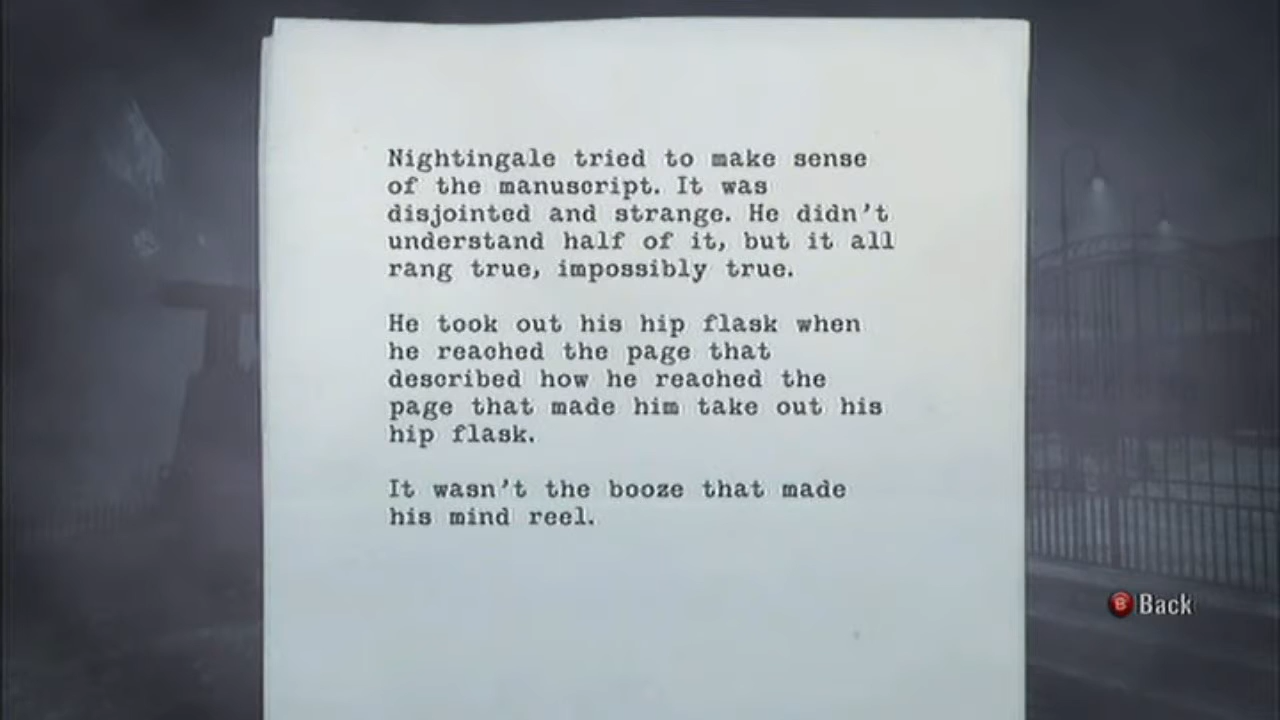 Nightingale tried to make sense
of the manuscript. It was
disjointed and strange. He didn't
understand half of it, but it all
rang true, impossibly true.
He took out his hip flask when
he reached the page that
described how he reached the
page that made him take out his
hip flask.
It wasn't the booze that made
his mind reel.
B Back